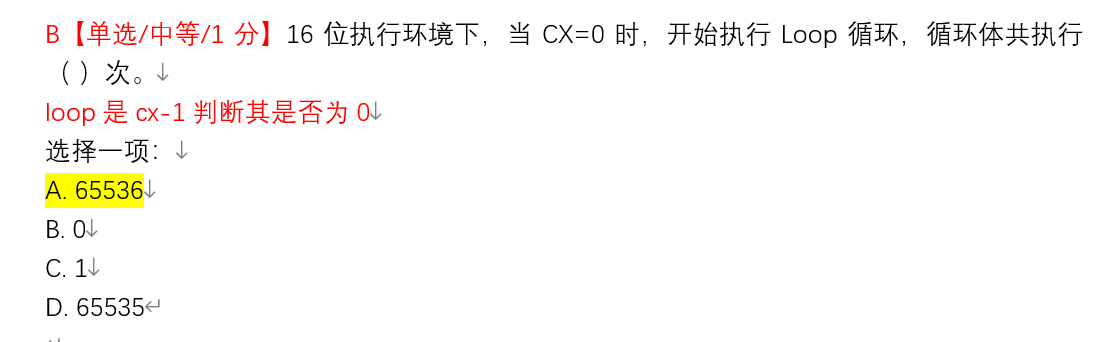 B【单选/中等/1 分】16 位执行环境下，当 CX=0 时，开始执行 Loop 循环，循环体共执行
（ ）次。↓
loop 是 cx-1 判断其是否为 0↓
选择一项：↓
A. 65536↓
B. 0↓
C. 1↓
D. 65535↵